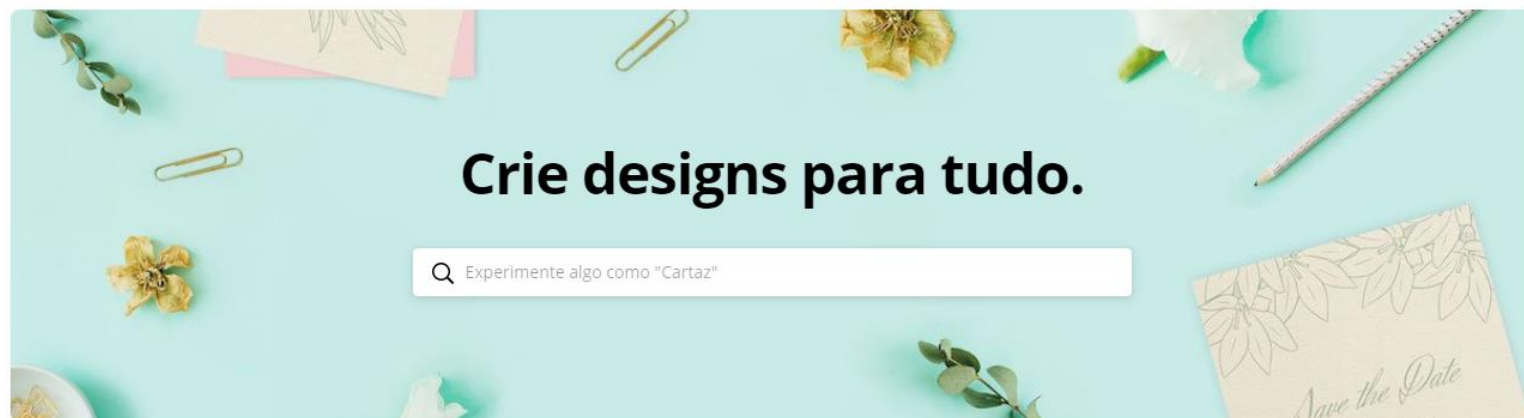 Crie designs para tudo.
Experimente algo como "Cartaz"
Save the Date